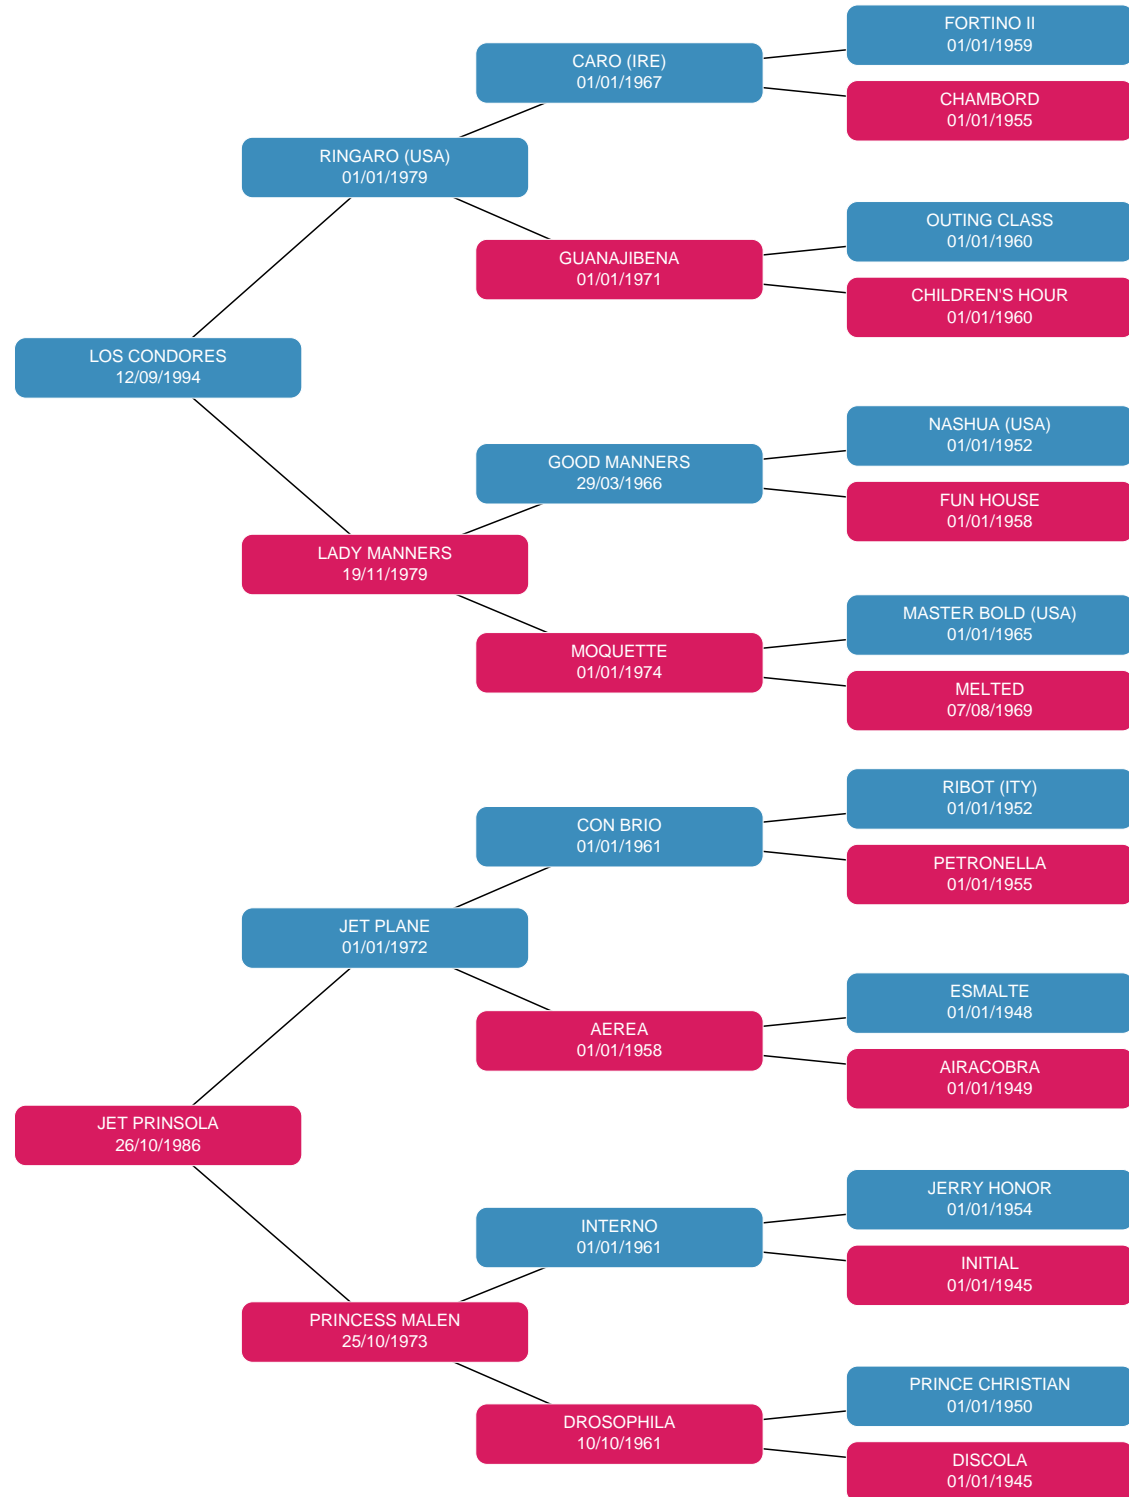 FORTINO II
01/01/1959
CARO (IRE)
01/01/1967
CHAMBORD
01/01/1955
RINGARO (USA)
01/01/1979
OUTING CLASS
01/01/1960
GUANAJIBENA
01/01/1971
CHILDREN'S HOUR
01/01/1960
LOS CONDORES
12/09/1994
NASHUA (USA)
01/01/1952
GOOD MANNERS
29/03/1966
FUN HOUSE
01/01/1958
LADY MANNERS
19/11/1979
MASTER BOLD (USA)
01/01/1965
MOQUETTE
01/01/1974
MELTED
07/08/1969
RIBOT (ITY)
01/01/1952
CON BRIO
01/01/1961
PETRONELLA
01/01/1955
JET PLANE
01/01/1972
ESMALTE
01/01/1948
AEREA
01/01/1958
AIRACOBRA
01/01/1949
JET PRINSOLA
26/10/1986
JERRY HONOR
01/01/1954
INTERNO
01/01/1961
INITIAL
01/01/1945
PRINCESS MALEN
25/10/1973
PRINCE CHRISTIAN
01/01/1950
DROSOPHILA
10/10/1961
DISCOLA
01/01/1945